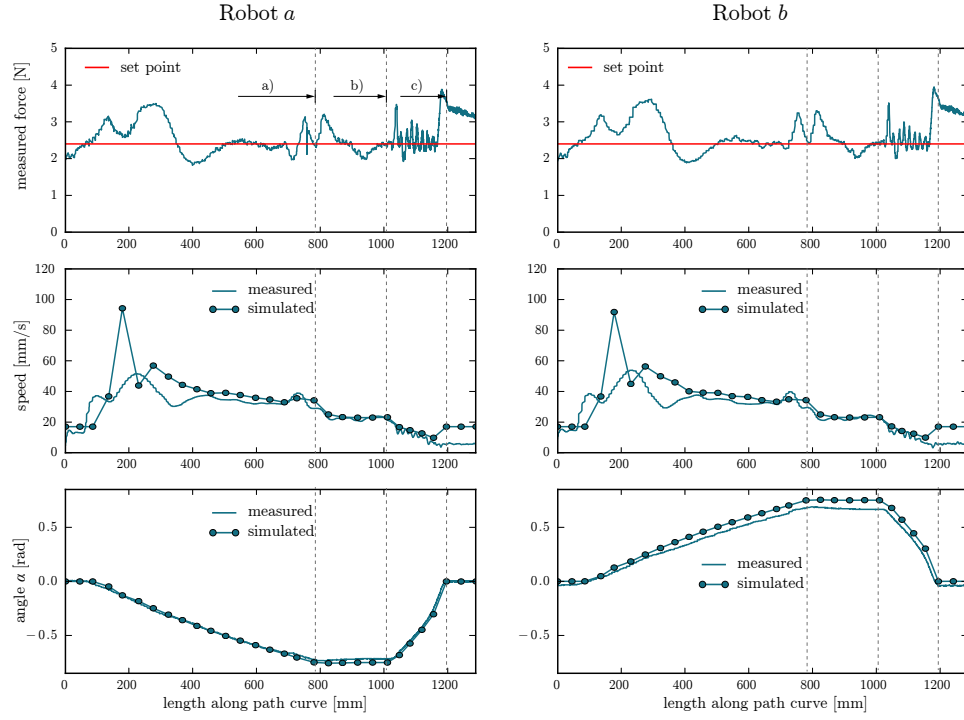 Robot a
Robot b
measured force [N]
5
4
3
2
1
0
set point
a)
b)
c)
0 200 400 600 800 1000 1200
5
4
3
2
1
0
set point
0 200 400 600 800 1000 1200
speed [mm/s]
120
100
80
60
40
20
0
measured
simulated
0 200 400 600 800 1000 1200
120
100
80
60
40
20
0
measured
simulated
0 200 400 600 800 1000 1200
angle α [rad]
0.5
0.0
−0.5
measured
simulated
0 200 400 600 800 1000 1200
length along path curve [mm]
0.5
0.0
−0.5
measured
simulated
0 200 400 600 800 1000 1200
length along path curve [mm]